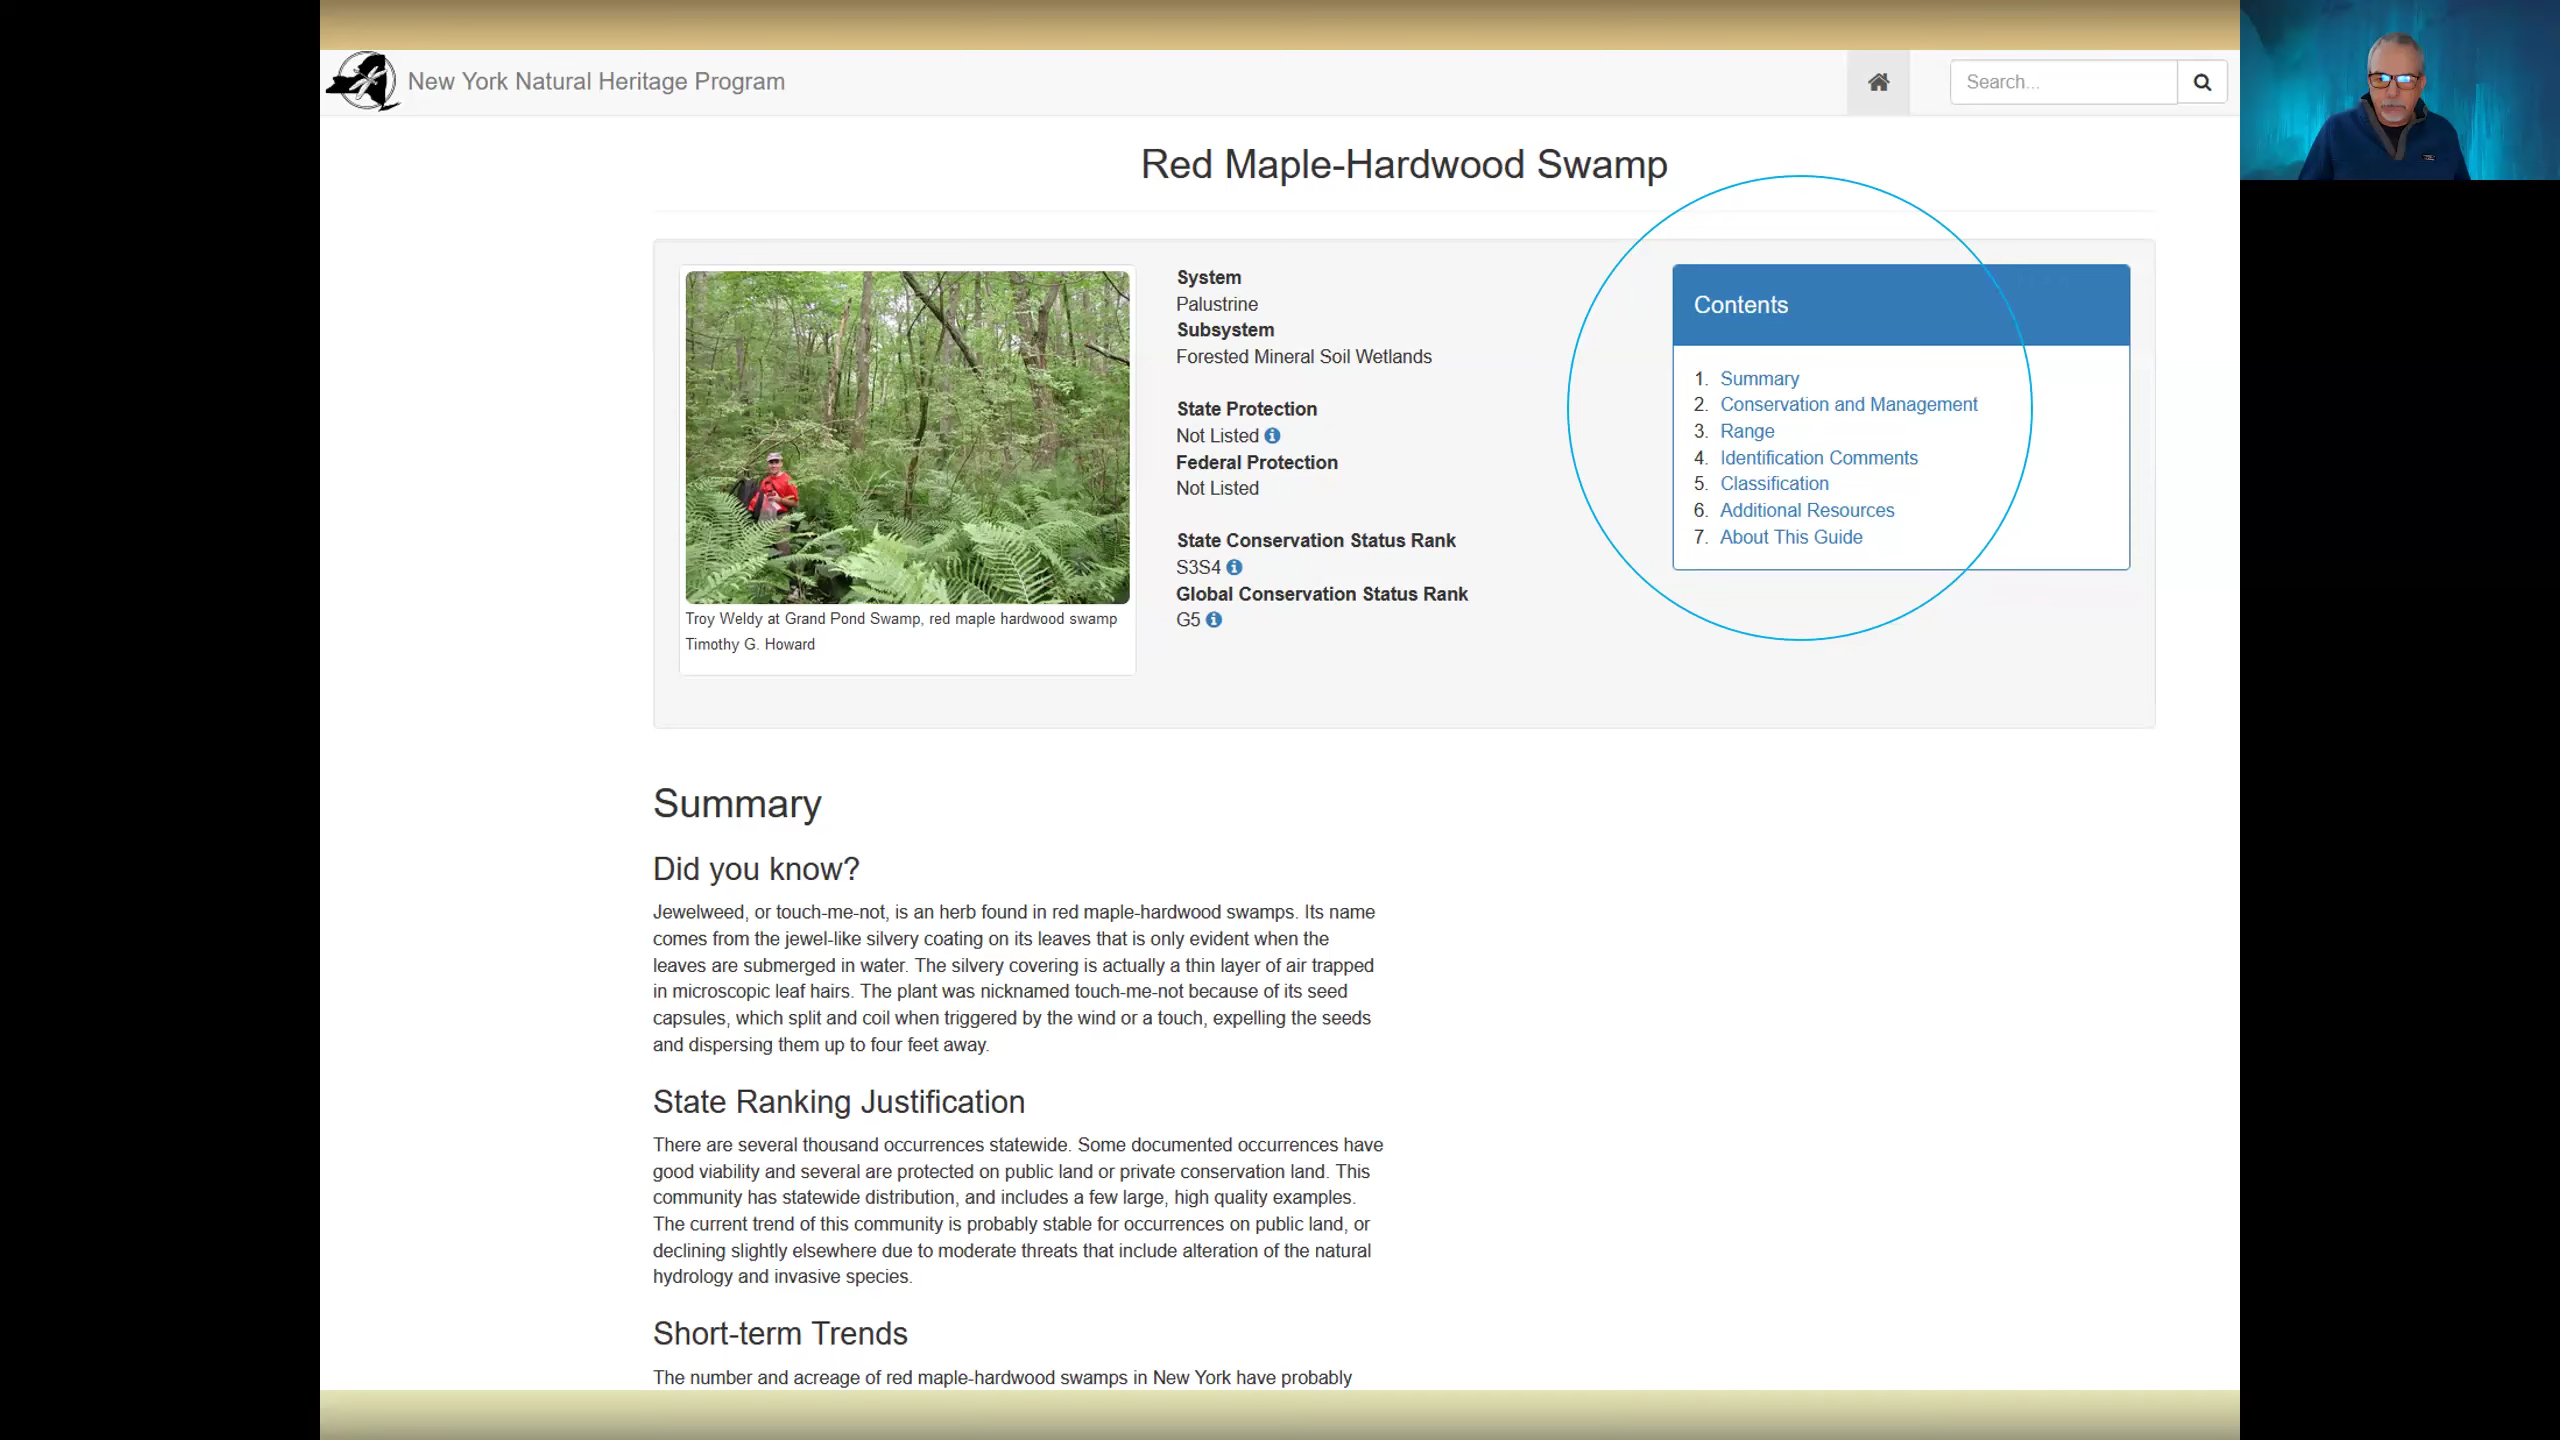 New York Natural Heritage Program
Search...
Red Maple-Hardwood Swamp
Troy Weldy at Grand Pond Swamp, red maple hardwood swamp
Timothy G. Howard
System
Palustrine
Subsystem
Forested Mineral Soil Wetlands
State Protection
Not Listed
Federal Protection
Not Listed
State Conservation Status Rank
S3S4
Global Conservation Status Rank
G5
Contents
1. Summary
2. Conservation and Management
3. Range
4. Identification Comments
5. Classification
6. Additional Resources
7. About This Guide
Summary
Did you know?
Jewelweed, or touch-me-not, is an herb found in red maple-hardwood swamps. Its name
comes from the jewel-like silvery coating on its leaves that is only evident when the
leaves are submerged in water. The silvery covering is actually a thin layer of air trapped
in microscopic leaf hairs. The plant was nicknamed touch-me-not because of its seed
capsules, which split and coil when triggered by the wind or a touch, expelling the seeds
and dispersing them up to four feet away.
State Ranking Justification
There are several thousand occurrences statewide. Some documented occurrences have
good viability and several are protected on public land or private conservation land. This
community has statewide distribution, and includes a few large, high quality examples.
The current trend of this community is probably stable for occurrences on public land, or
declining slightly elsewhere due to moderate threats that include alteration of the natural
hydrology and invasive species.
Short-term Trends
The number and acreage of red maple-hardwood swamps in New York have probably